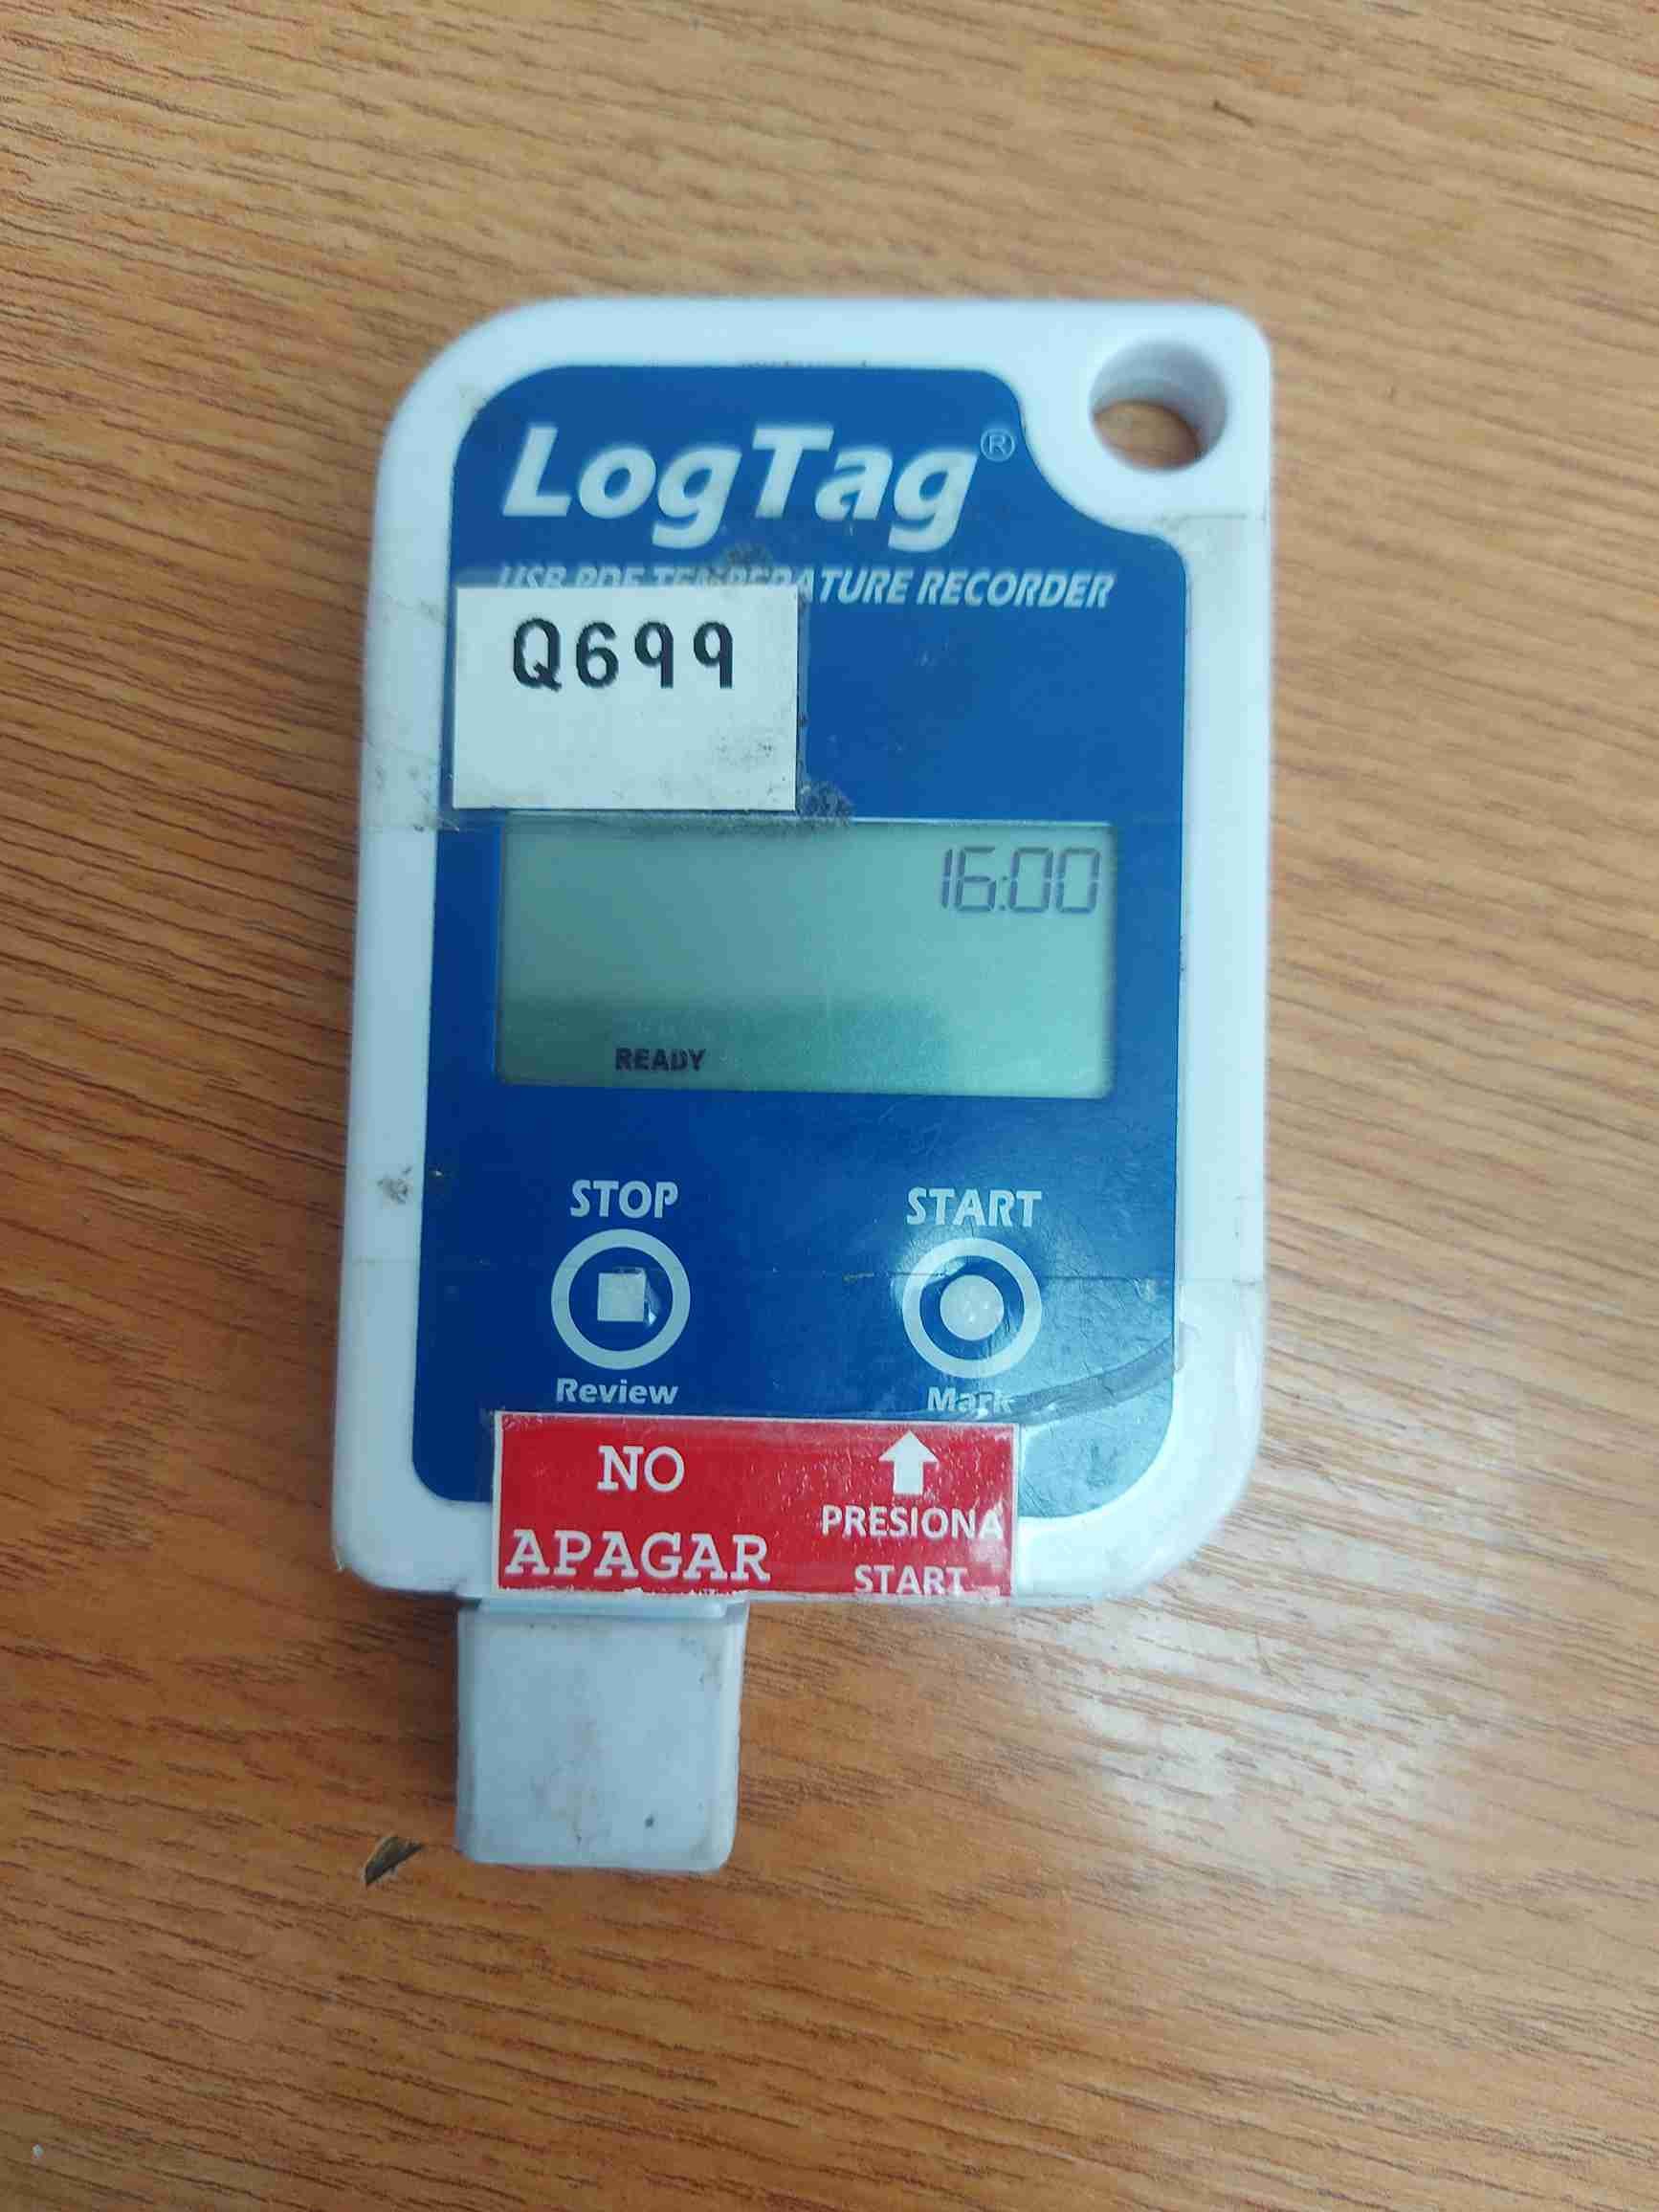 LogTag®
USB PDF TEMPERATURE RECORDER
Q699
16:00
READY
STOP
START
Review
Mark
NO
APAGAR
PRESIONA
START